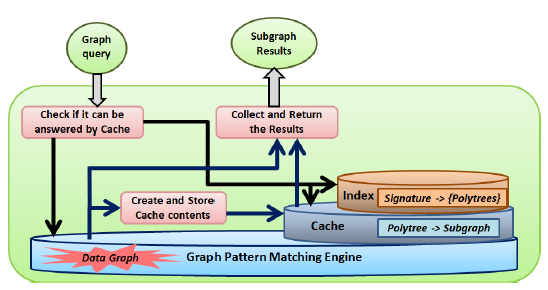 Graph
query
Subgraph
Results
Check if it can be
answered by Cache
Collect and Return
the Results
Create and Store
Cache contents
Index
Signature -> {Polytrees}
Cache
Polytree -> Subgraph
Data Graph
Graph Pattern Matching Engine